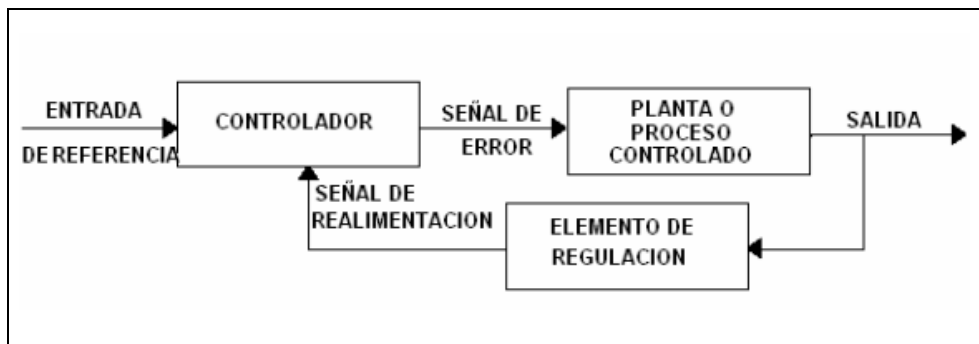 ENTRADA
DE REFERENCIA
CONTROLADOR
SEÑAL DE
ERROR
PLANTA O
PROCESO
CONTROLADO
SALIDA
SEÑAL DE
REALIMENTACION
ELEMENTO DE
REGULACION